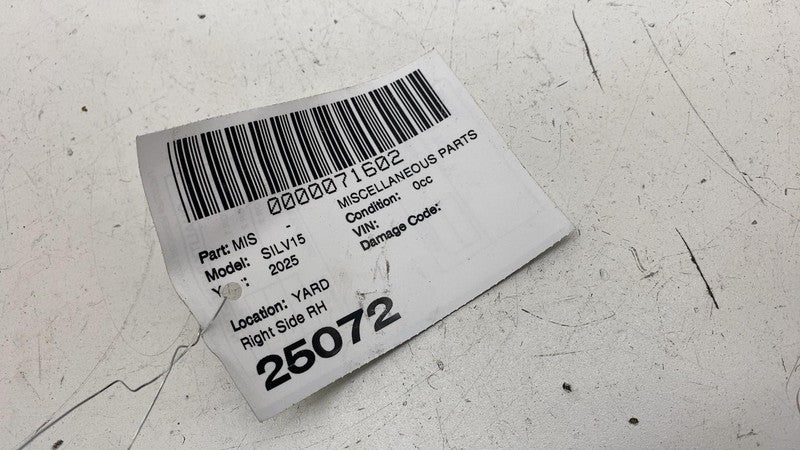 0000071602
Part: MIS - MISCELLANEOUS PARTS
Model: SILV15 Condition: 0cc
Y : 2025 VIN:
Damage Code:
Location: YARD
Right Side RH
25072